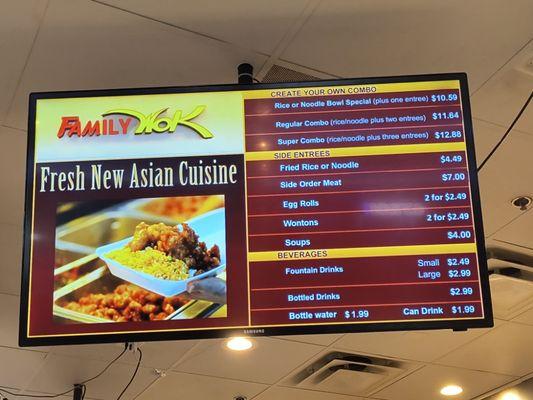 FAMILY WOK
Fresh New Asian Cuisine
CREATE YOUR OWN COMBO
Rice or Noodle Bowl Special (plus one entree) $10.59
Regular Combo (rice/noodle plus two entrees) $11.64
Super Combo (rice/noodle plus three entrees) $12.88
SIDE ENTREES
Fried Rice or Noodle $4.49
Side Order Meat $7.00
Egg Rolls 2 for $2.49
Wontons 2 for $2.49
Soups $4.00
BEVERAGES
Fountain Drinks Small $2.49
Large $2.99
Bottled Drinks $2.99
Bottle water $1.99 Can Drink $1.99
SAMSUNG